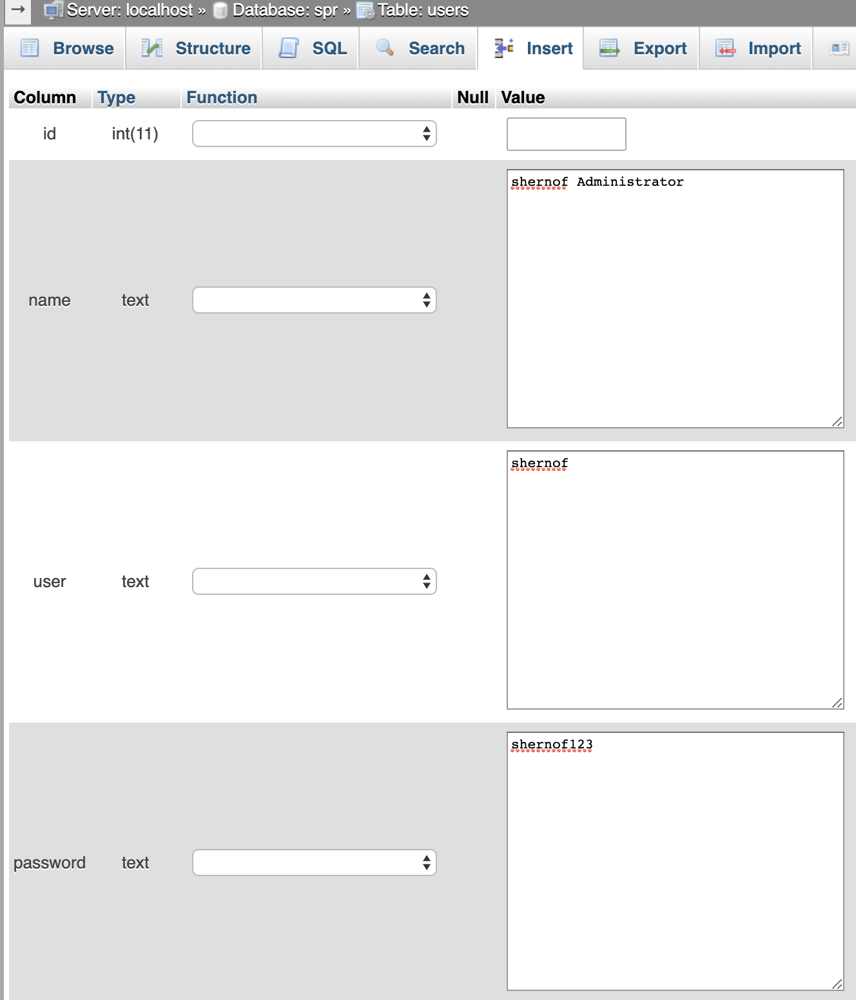 → Server: localhost » Database: spr » Table: users
Browse Structure SQL Search Insert Export Import
Column Type Function Null Value
id int(11)
shernof Administrator
name text
shernof
user text
shernof123
password text